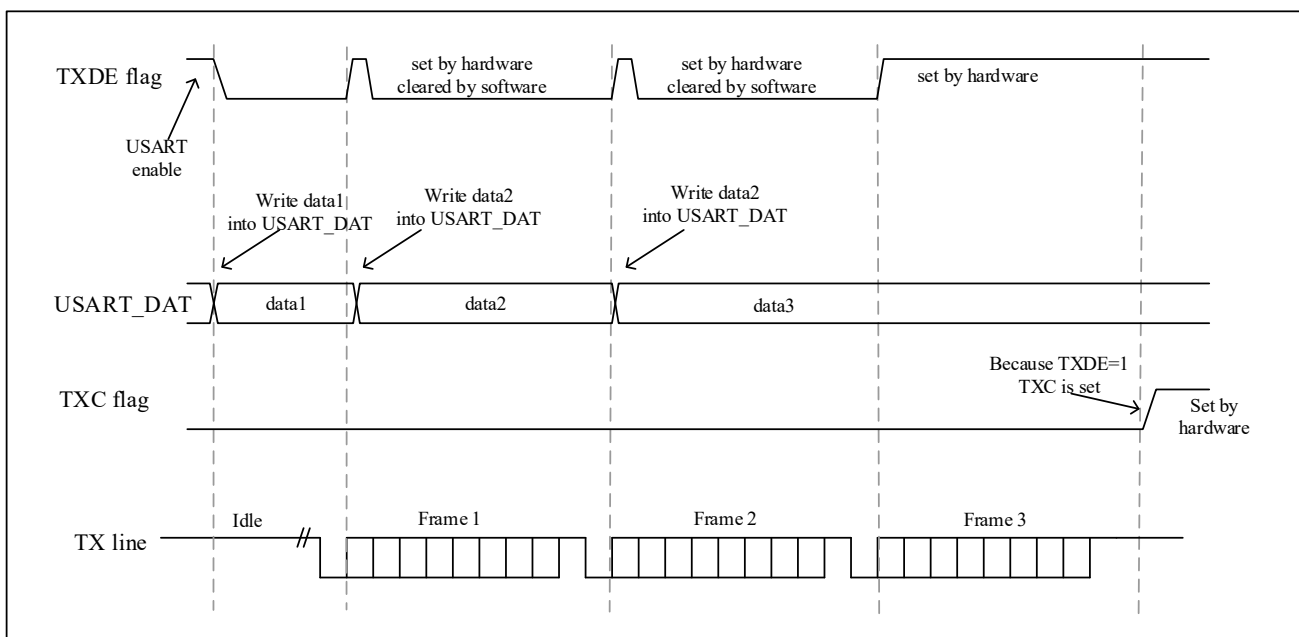 TXDE flag
set by hardware
cleared by software
set by hardware
cleared by software
set by hardware
USART
enable
Write data1
into USART_DAT
Write data2
into USART_DAT
Write data2
into USART_DAT
USART_DAT
data1
data2
data3
TXC flag
Because TXDE=1
TXC is set
Set by
hardware
Idle
Frame 1
Frame 2
Frame 3
TX line